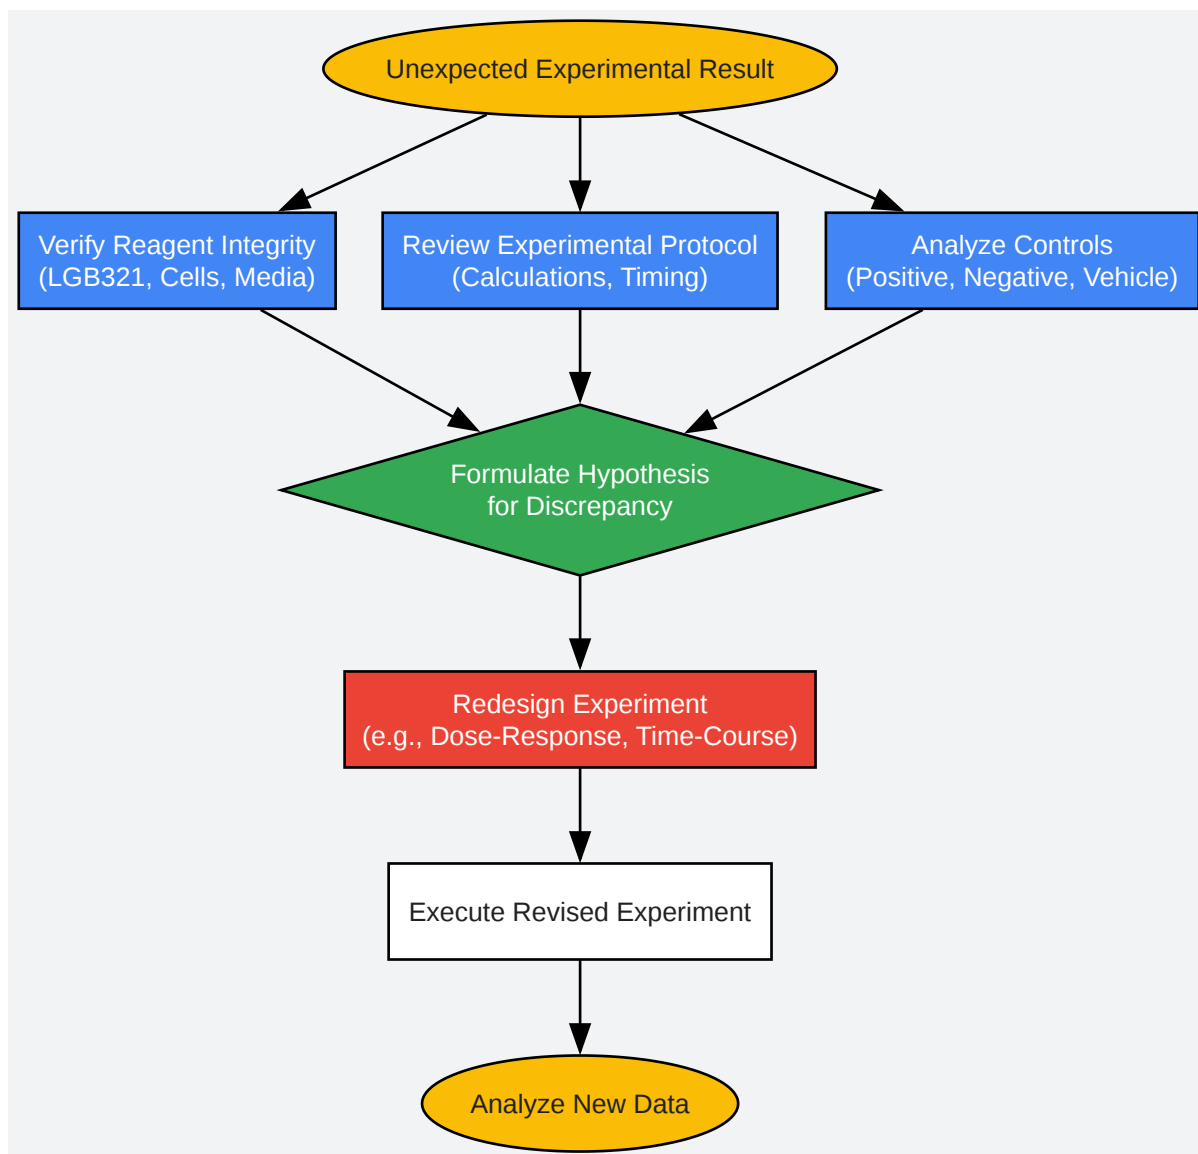 Unexpected Experimental Result
Verify Reagent Integrity
(LGB321, Cells, Media)
Review Experimental Protocol
(Calculations, Timing)
Analyze Controls
(Positive, Negative, Vehicle)
Formulate Hypothesis
for Discrepancy
Redesign Experiment
(e.g., Dose-Response, Time-Course)
Execute Revised Experiment
Analyze New Data